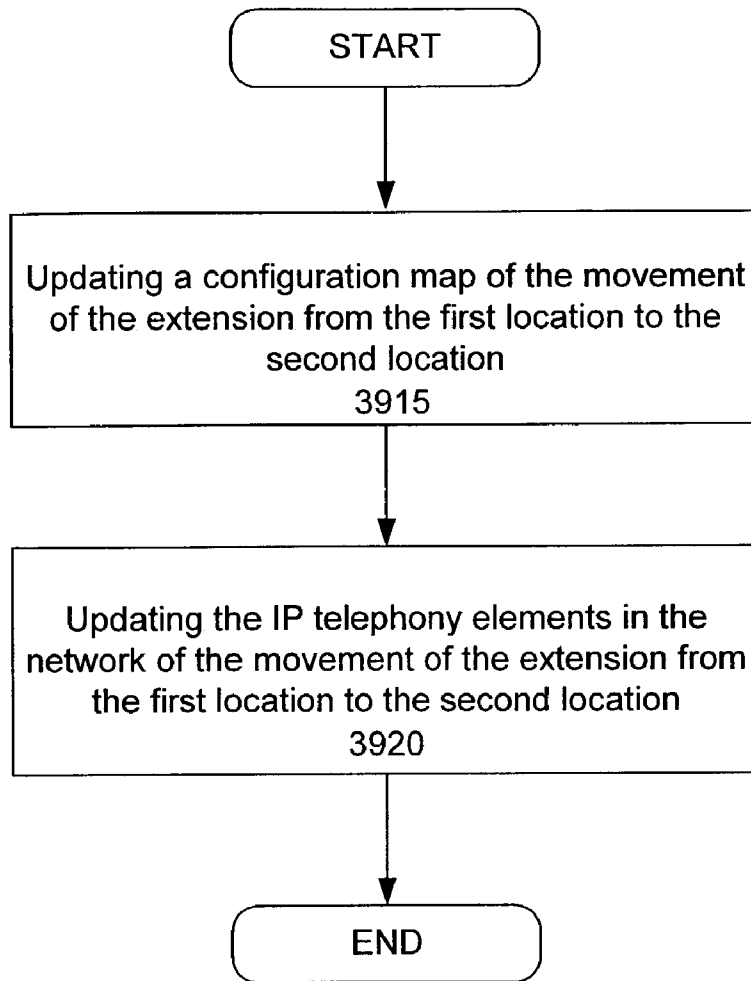 START
Updating a configuration map of the movement
of the extension from the first location to the
second location
3915
Updating the IP telephony elements in the
network of the movement of the extension from
the first location to the second location
3920
END